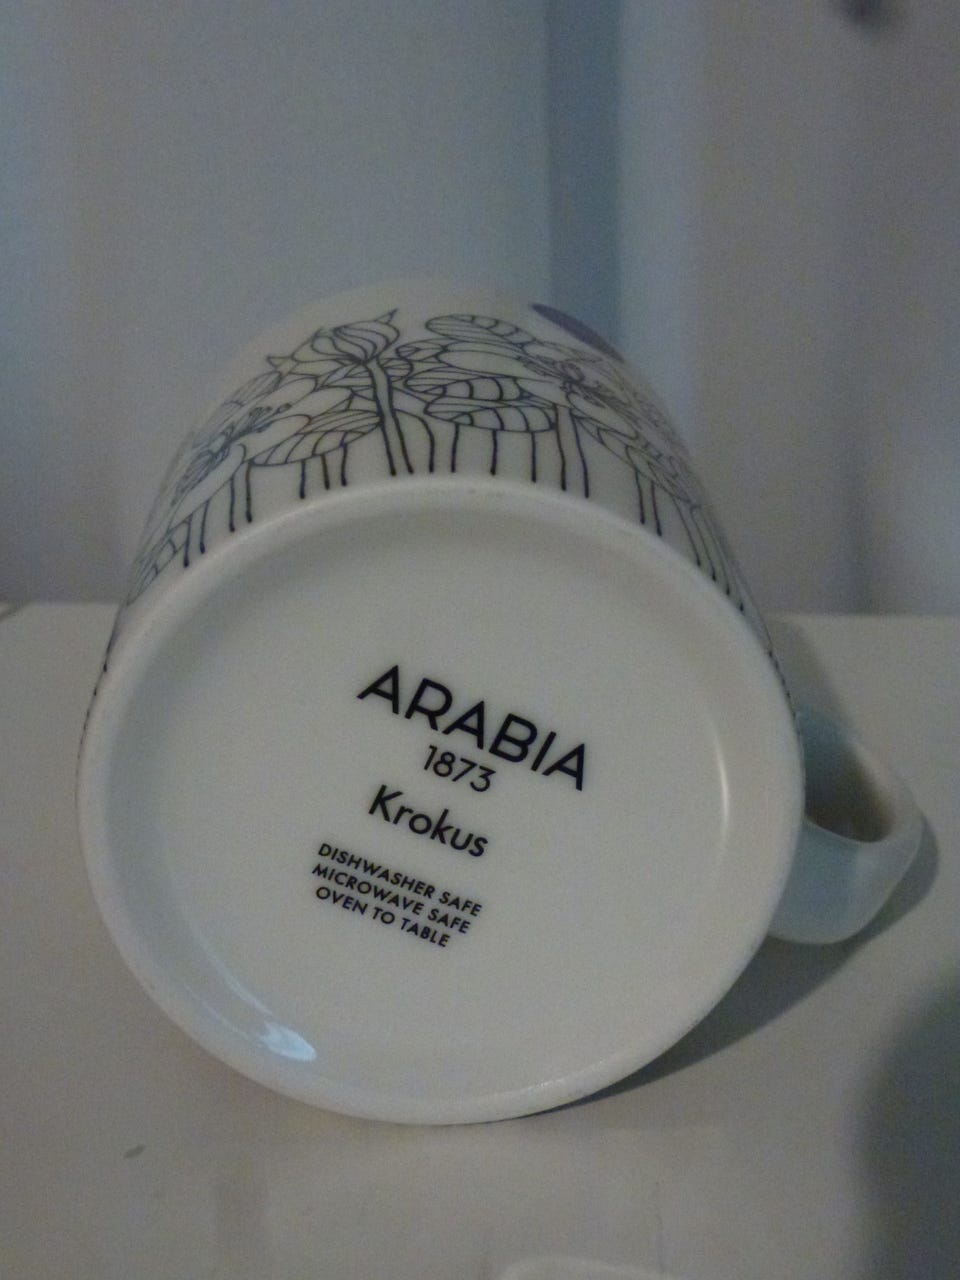 ARABIA
1873
Krokus
DISHWASHER SAFE
MICROWAVE SAFE
OVEN TO TABLE